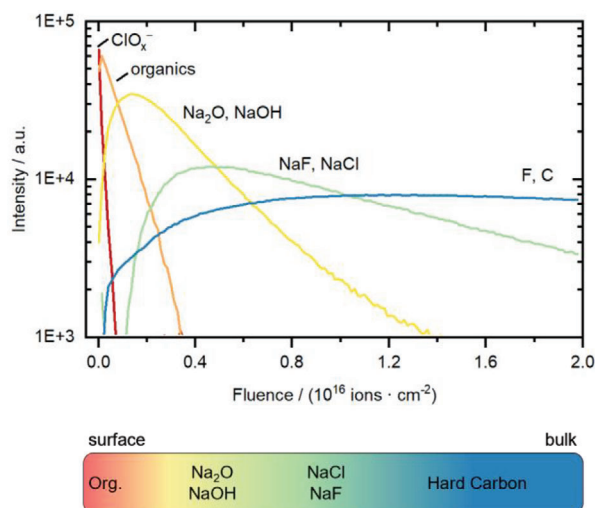 1E+5
ClOₓ⁻
organics
Na₂O, NaOH
NaF, NaCl
F, C
1E+4
1E+3
Intensity / a.u.
0.0 0.4 0.8 1.2 1.6 2.0
Fluence / (10¹⁶ ions · cm⁻²)
surface bulk
Org. Na₂O NaCl Hard Carbon
NaOH NaF